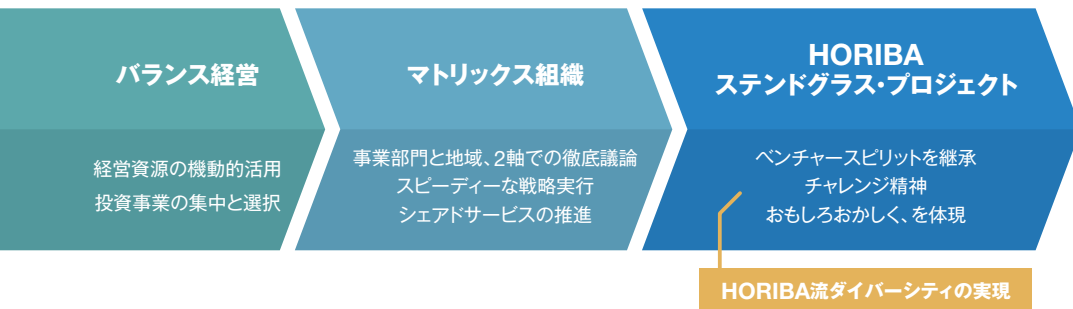 バランス経営
経営資源の機動的活用
投資事業の集中と選択
マトリックス組織
事業部門と地域、2軸での徹底議論
スピーディーな戦略実行
シェアドサービスの推進
HORIBA
ステンドグラス・プロジェクト
ベンチャースピリットを継承
チャレンジ精神
おもしろおかしく、を体現
HORIBA流ダイバーシティの実現